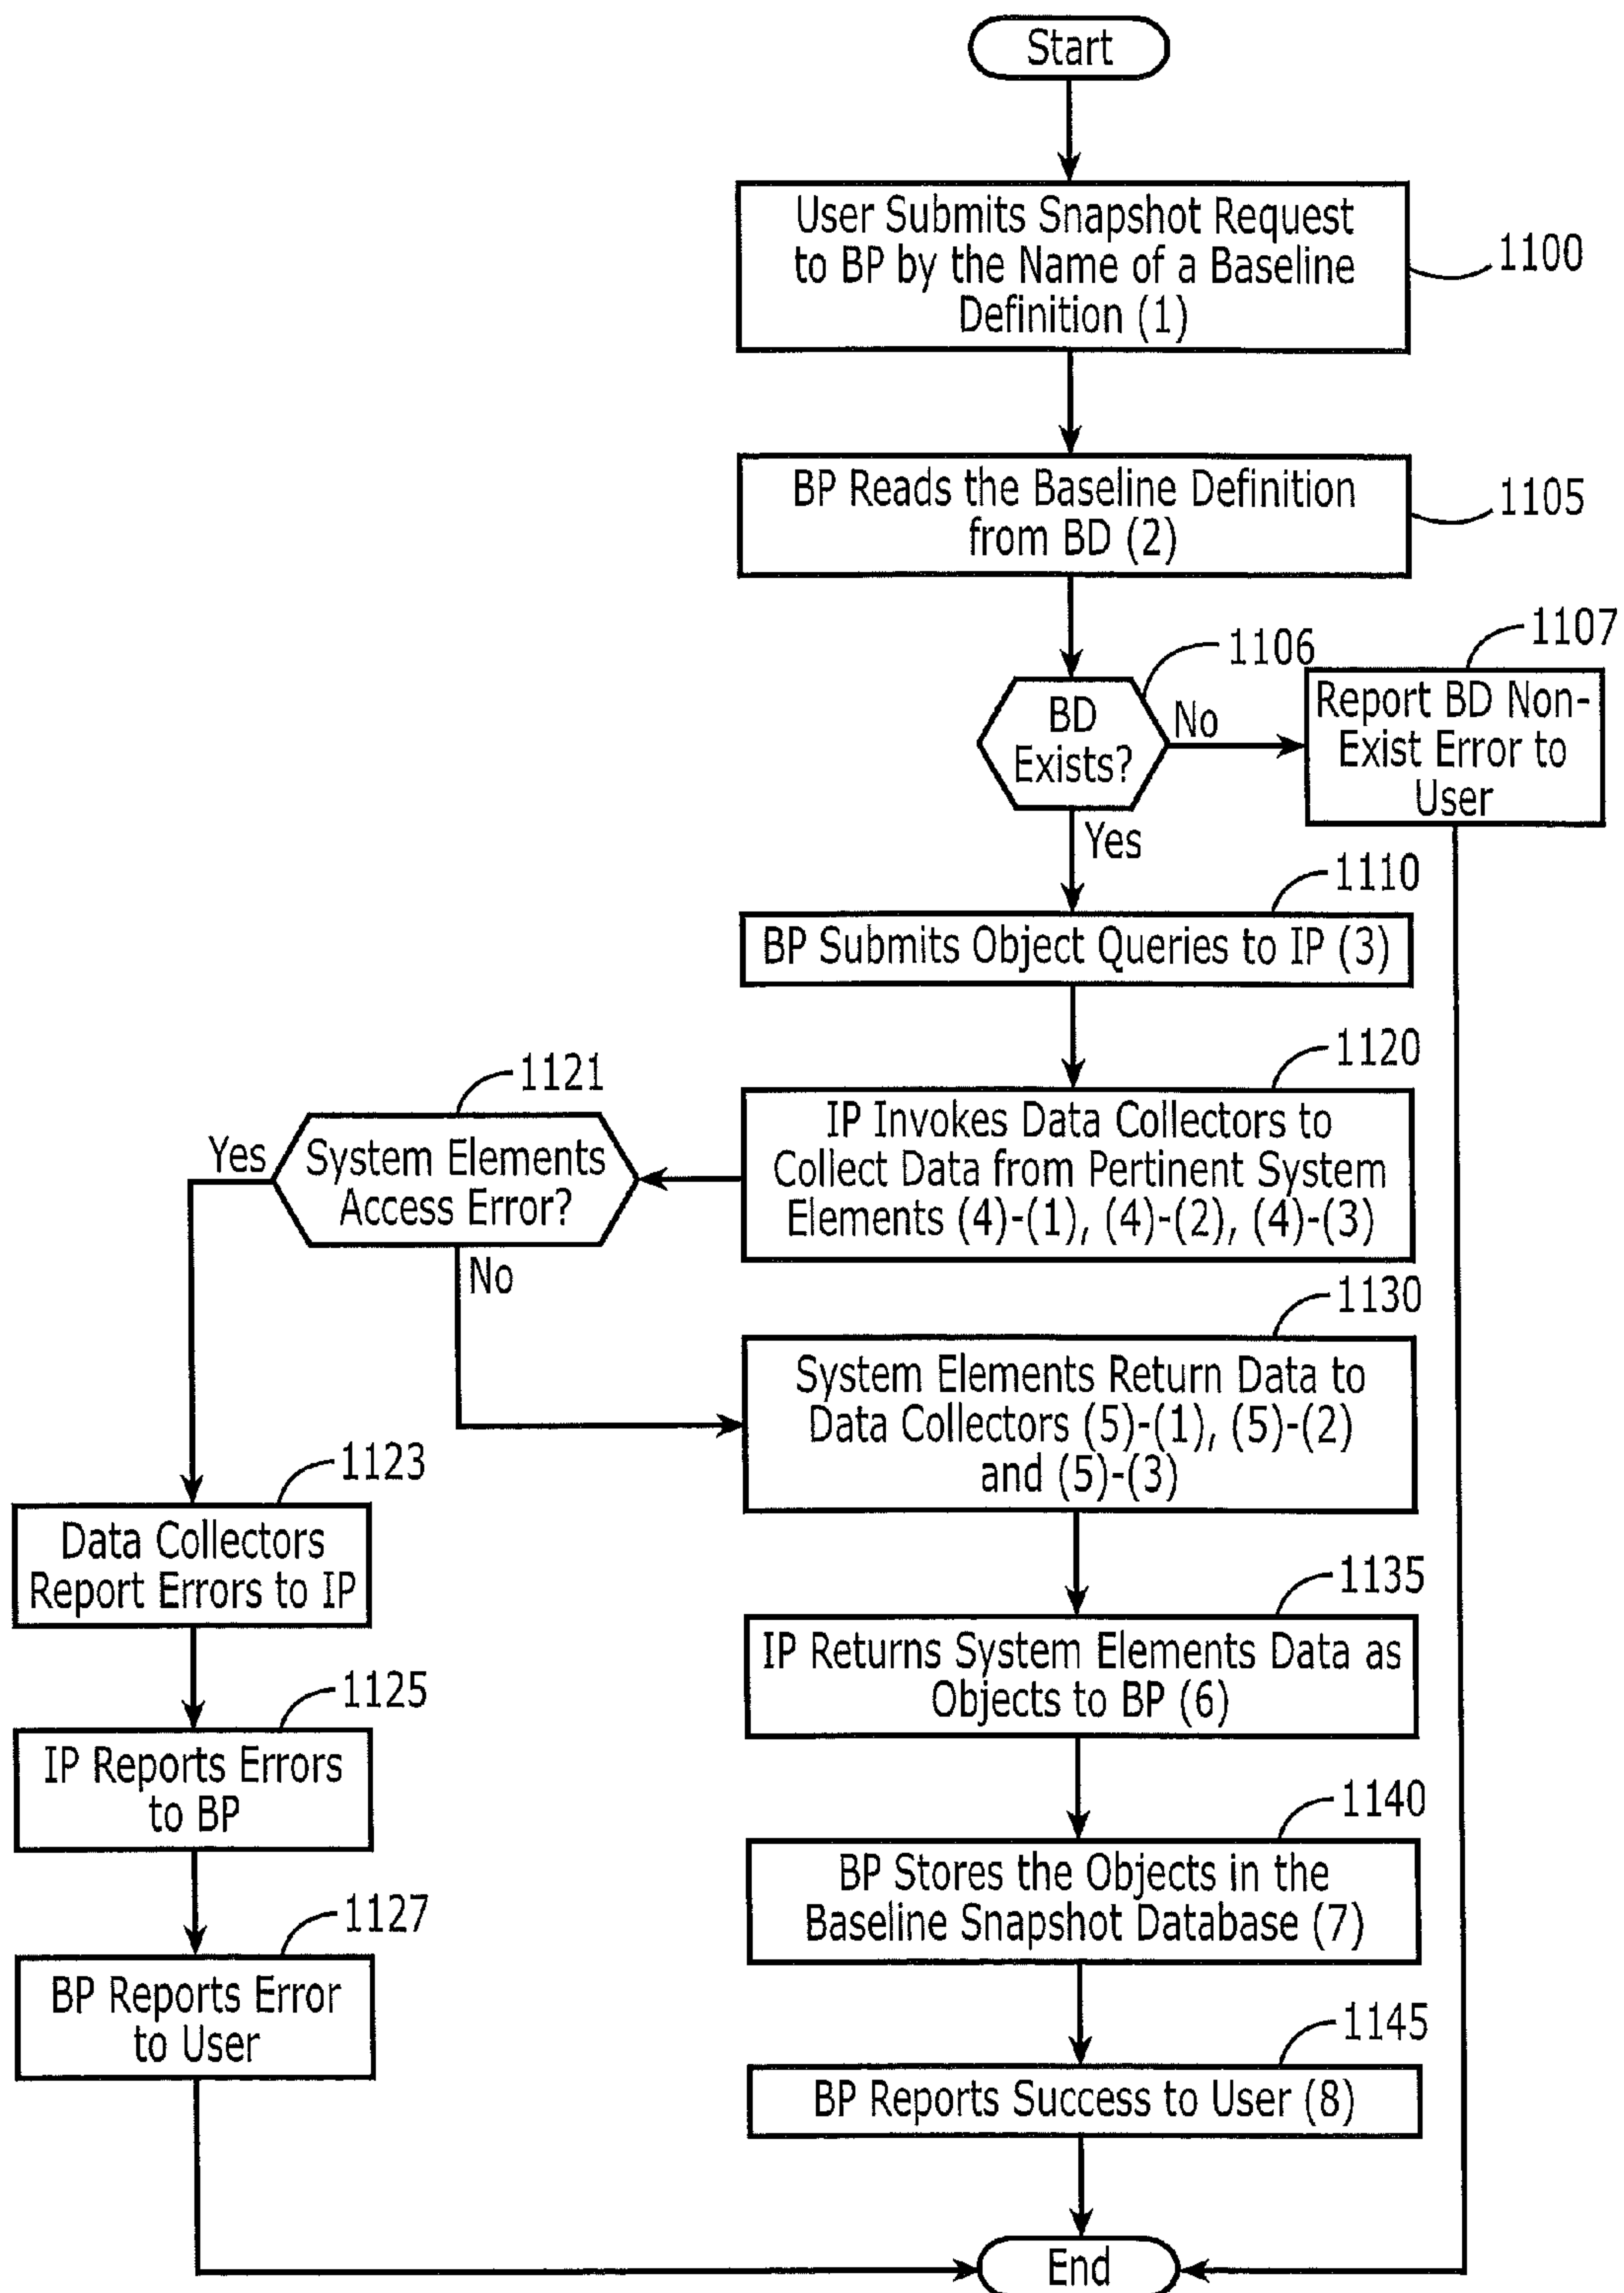 Start
User Submits Snapshot Request
to BP by the Name of a Baseline
Definition (1)
1100
BP Reads the Baseline Definition
from BD (2)
1105
1106
BD
Exists?
No
Yes
1107
Report BD Non-
Exist Error to
User
1110
BP Submits Object Queries to IP (3)
1120
IP Invokes Data Collectors to
Collect Data from Pertinent System
Elements (4)-(1), (4)-(2), (4)-(3)
1121
System Elements
Access Error?
Yes
No
1130
System Elements Return Data to
Data Collectors (5)-(1), (5)-(2)
and (5)-(3)
1123
Data Collectors
Report Errors to IP
1135
IP Returns System Elements Data as
Objects to BP (6)
1125
IP Reports Errors
to BP
1140
BP Stores the Objects in the
Baseline Snapshot Database (7)
1127
BP Reports Error
to User
1145
BP Reports Success to User (8)
End